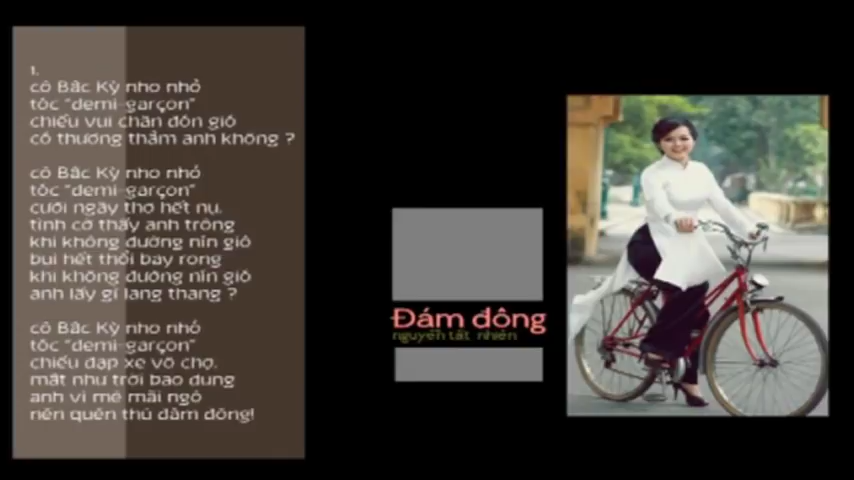 1.
cô Bắc Kỳ nho nhỏ
tóc "demi-garçon"
chiều vui chân đón gió
có thương thầm anh không ?
cô Bắc Kỳ nho nhỏ
tóc "demi-garçon"
cười ngây thơ hết nụ.
tình cờ thấy anh trông
khi không đường nín gió
bụi hết thổi bay rong
khi không đường nín gió
anh lấy gì lang thang ?
cô Bắc Kỳ nho nhỏ
tóc "demi-garçon"
chiều đạp xe vô chợ.
mắt như trời bao dung
anh vì mê mải ngó
nên quên thù đám đông!
Đám đông
nguyễn tất nhiên